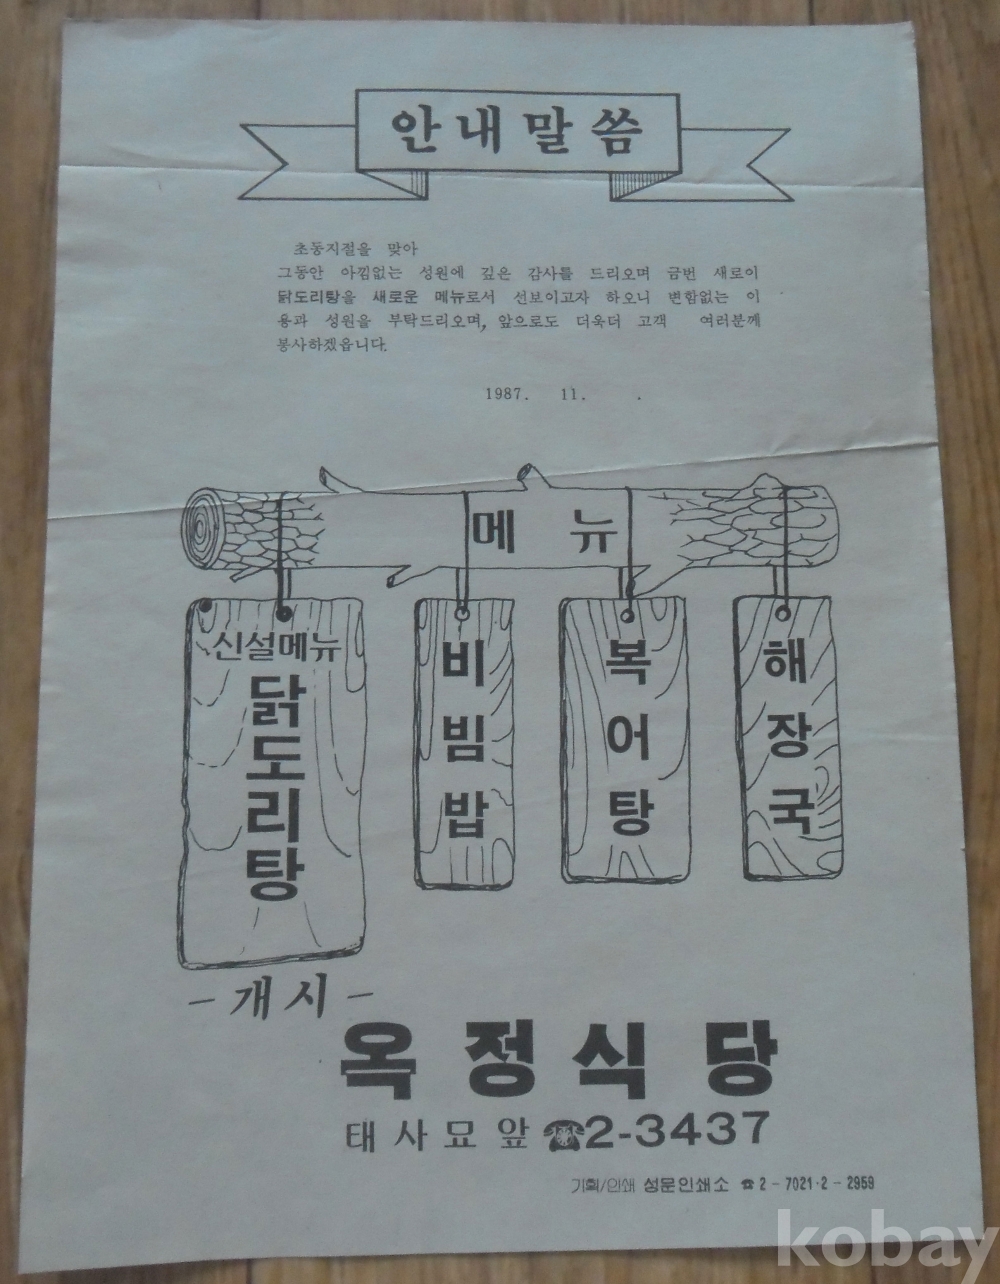 안내말씀
초동지절을 맞아
그동안 아낌없는 성원에 깊은 감사를 드리오며 금번 새로이
닭도리탕을 새로운 메뉴로서 선보이고자 하오니 변함없는 이
용과 성원을 부탁드리오며, 앞으로도 더욱더 고객 여러분께
봉사하겠읍니다.
1987. 11. .
메 뉴
신설메뉴
닭도리탕
비빔밥
복어탕
해장국
- 개시 -
옥정식당
태사묘앞 ☎2-3437
기획/인쇄 성문인쇄소 ☎ 2-7021·2-2959
kobay